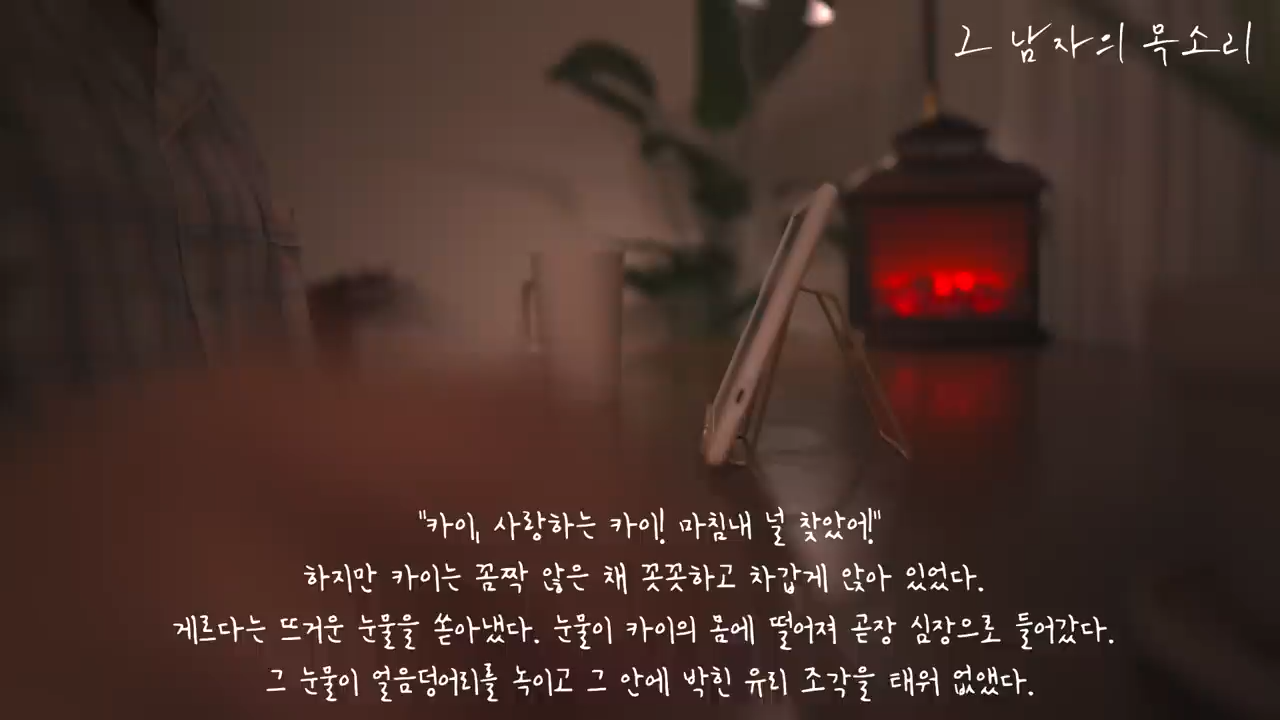 그 남자의 목소리
"카이, 사랑하는 카이! 마침내 널 찾았어!"
하지만 카이는 꼼짝 않은 채 꼿꼿하고 차갑게 앉아 있었다.
게르다는 뜨거운 눈물을 쏟아냈다. 눈물이 카이의 몸에 떨어져 곧장 심장으로 들어갔다.
그 눈물이 얼음덩어리를 녹이고 그 안에 박힌 유리 조각을 태워 없앴다.